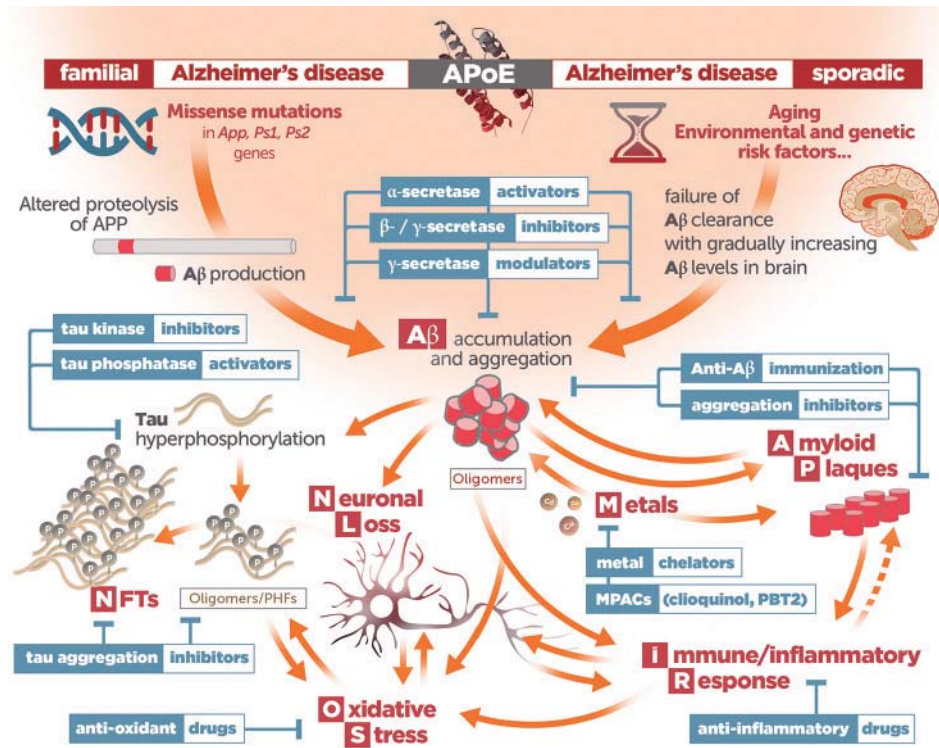 familial Alzheimer's disease APoE Alzheimer's disease sporadic
Missense mutations
in App, Ps1, Ps2
genes
Aging
Environmental and genetic
risk factors...
Altered proteolysis
of APP
Aβ production
α-secretase activators
β- / γ-secretase inhibitors
γ-secretase modulators
failure of
Aβ clearance
with gradually increasing
Aβ levels in brain
Aβ accumulation
and aggregation
tau kinase inhibitors
tau phosphatase activators
Anti-Aβ immunization
aggregation inhibitors
Tau
hyperphosphorylation
Oligomers
Amyloid
Plaques
Neuronal
Loss
Metals
metal chelators
MPACs (clioquinol, PBT2)
P P P P P P P P P P P P P P P
NFTs
Oligomers/PHFs
tau aggregation inhibitors
immune/inflammatory
Response
Oxidative
Stress
anti-oxidant drugs
anti-inflammatory drugs